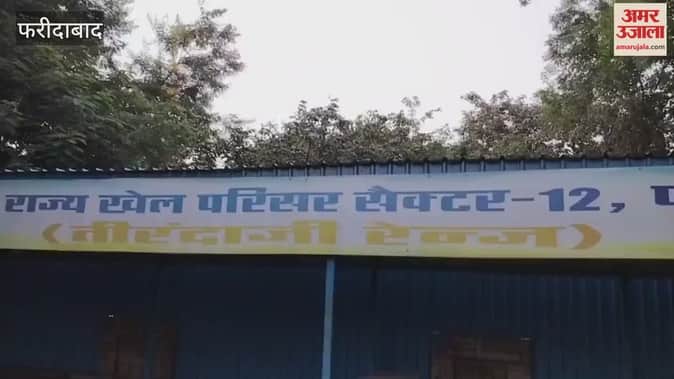 फरीदाबाद
अमर उजाला
amarujala.com
राज्य खेल परिसर सैक्टर-12,
(तीरंदाजी रेन्ज)